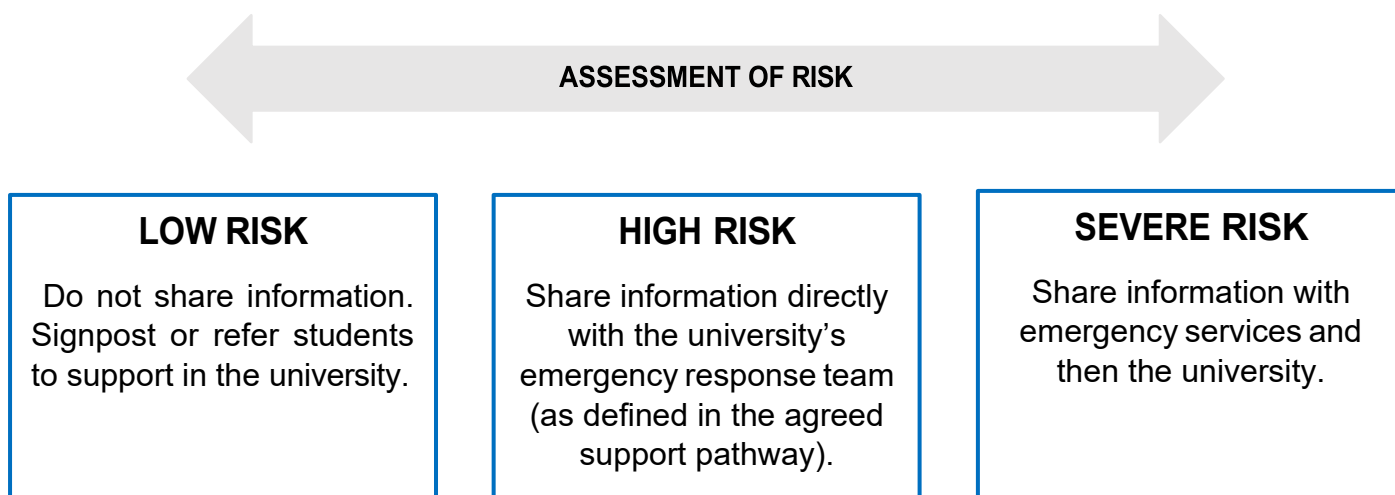 ASSESSMENT OF RISK
LOW RISK
Do not share information.
Signpost or refer students
to support in the university.
HIGH RISK
Share information directly
with the university’s
emergency response team
(as defined in the agreed
support pathway).
SEVERE RISK
Share information with
emergency services and
then the university.